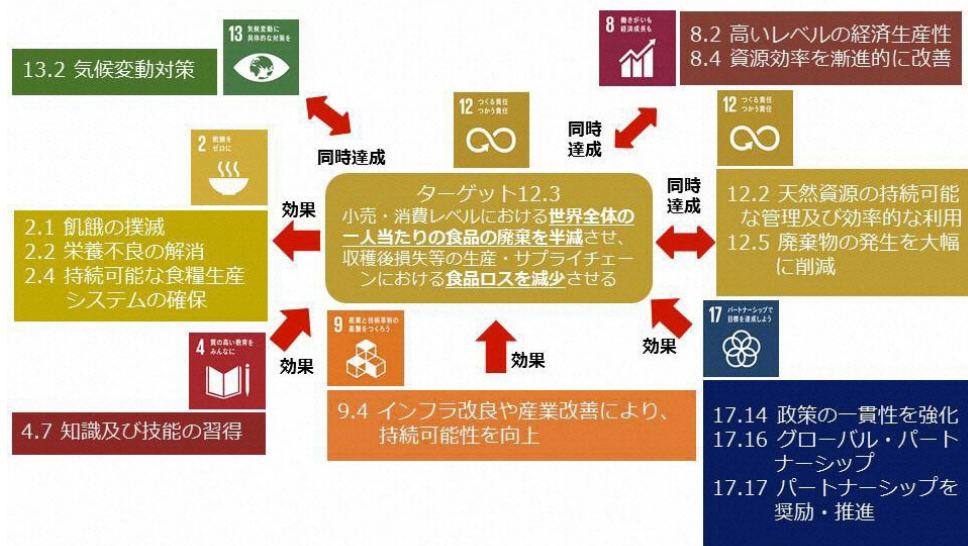 13 気候変動に
具体的な対策を
13.2 気候変動対策
8 働きがいも
経済成長も
8.2 高いレベルの経済生産性
8.4 資源効率を漸進的に改善
同時達成
12 つくる責任
つかう責任
同時
達成
2 飢餓を
ゼロに
効果
2.1 飢餓の撲滅
2.2 栄養不良の解消
2.4 持続可能な食糧生産
システムの確保
ターゲット12.3
小売・消費レベルにおける世界全体の
一人当たりの食品の廃棄を半減させ、
収穫後損失等の生産・サプライチェー
ンにおける食品ロスを減少させる
12 つくる責任
つかう責任
同時
達成
12.2 天然資源の持続可能
な管理及び効率的な利用
12.5 廃棄物の発生を大幅
に削減
4 質の高い教育を
みんなに
効果
4.7 知識及び技能の習得
9 産業と技術革新の
基盤をつくろう
効果
9.4 インフラ改良や産業改善により、
持続可能性を向上
効果
17 パートナーシップで
目標を達成しよう
17.14 政策の一貫性を強化
17.16 グローバル・パート
ナーシップ
17.17 パートナーシップを
奨励・推進